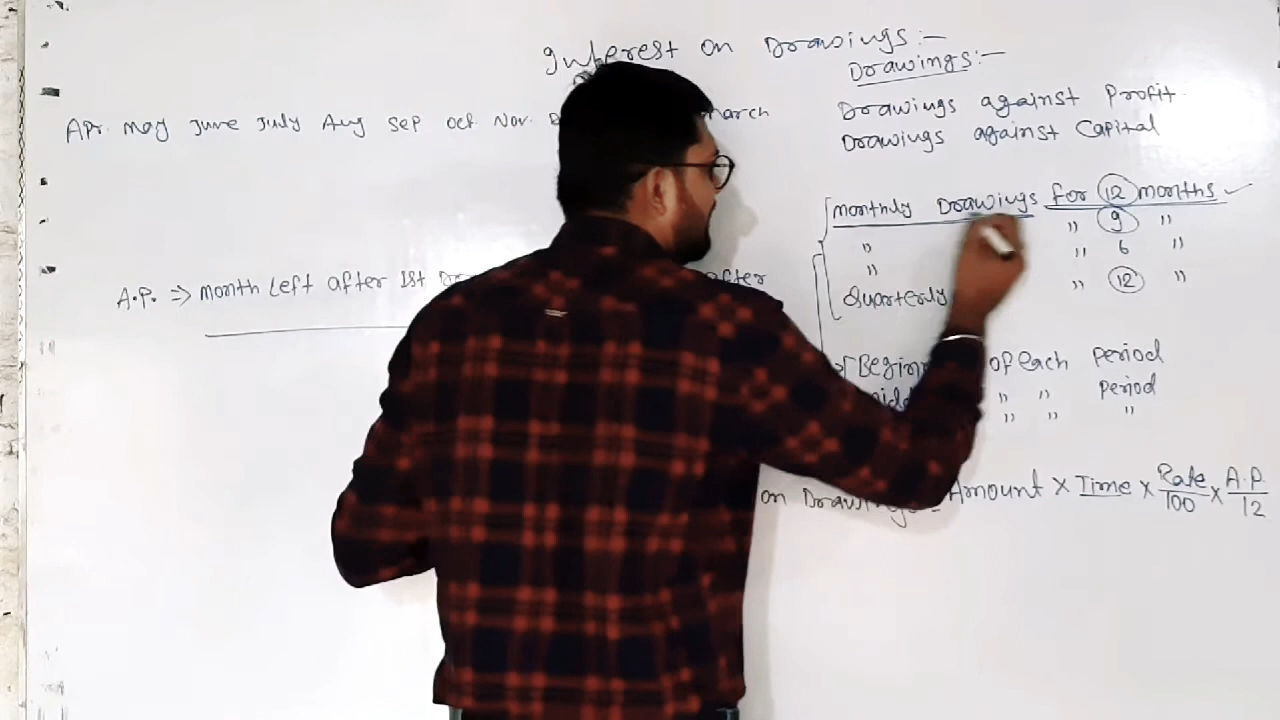 Interest on Drawings:-
Drawings:-
Apr. May June July Aug Sep Oct Nov. march
Drawings against Profit
Drawings against Capital
monthly Drawings for 12 months ✓
" " 9 "
" " 6 "
Quarterly " 12 "
A.P. => month Left after 1st after
of each period
" " period
" " "
on Drawings = Amount × Time × Rate/100 × A.P./12